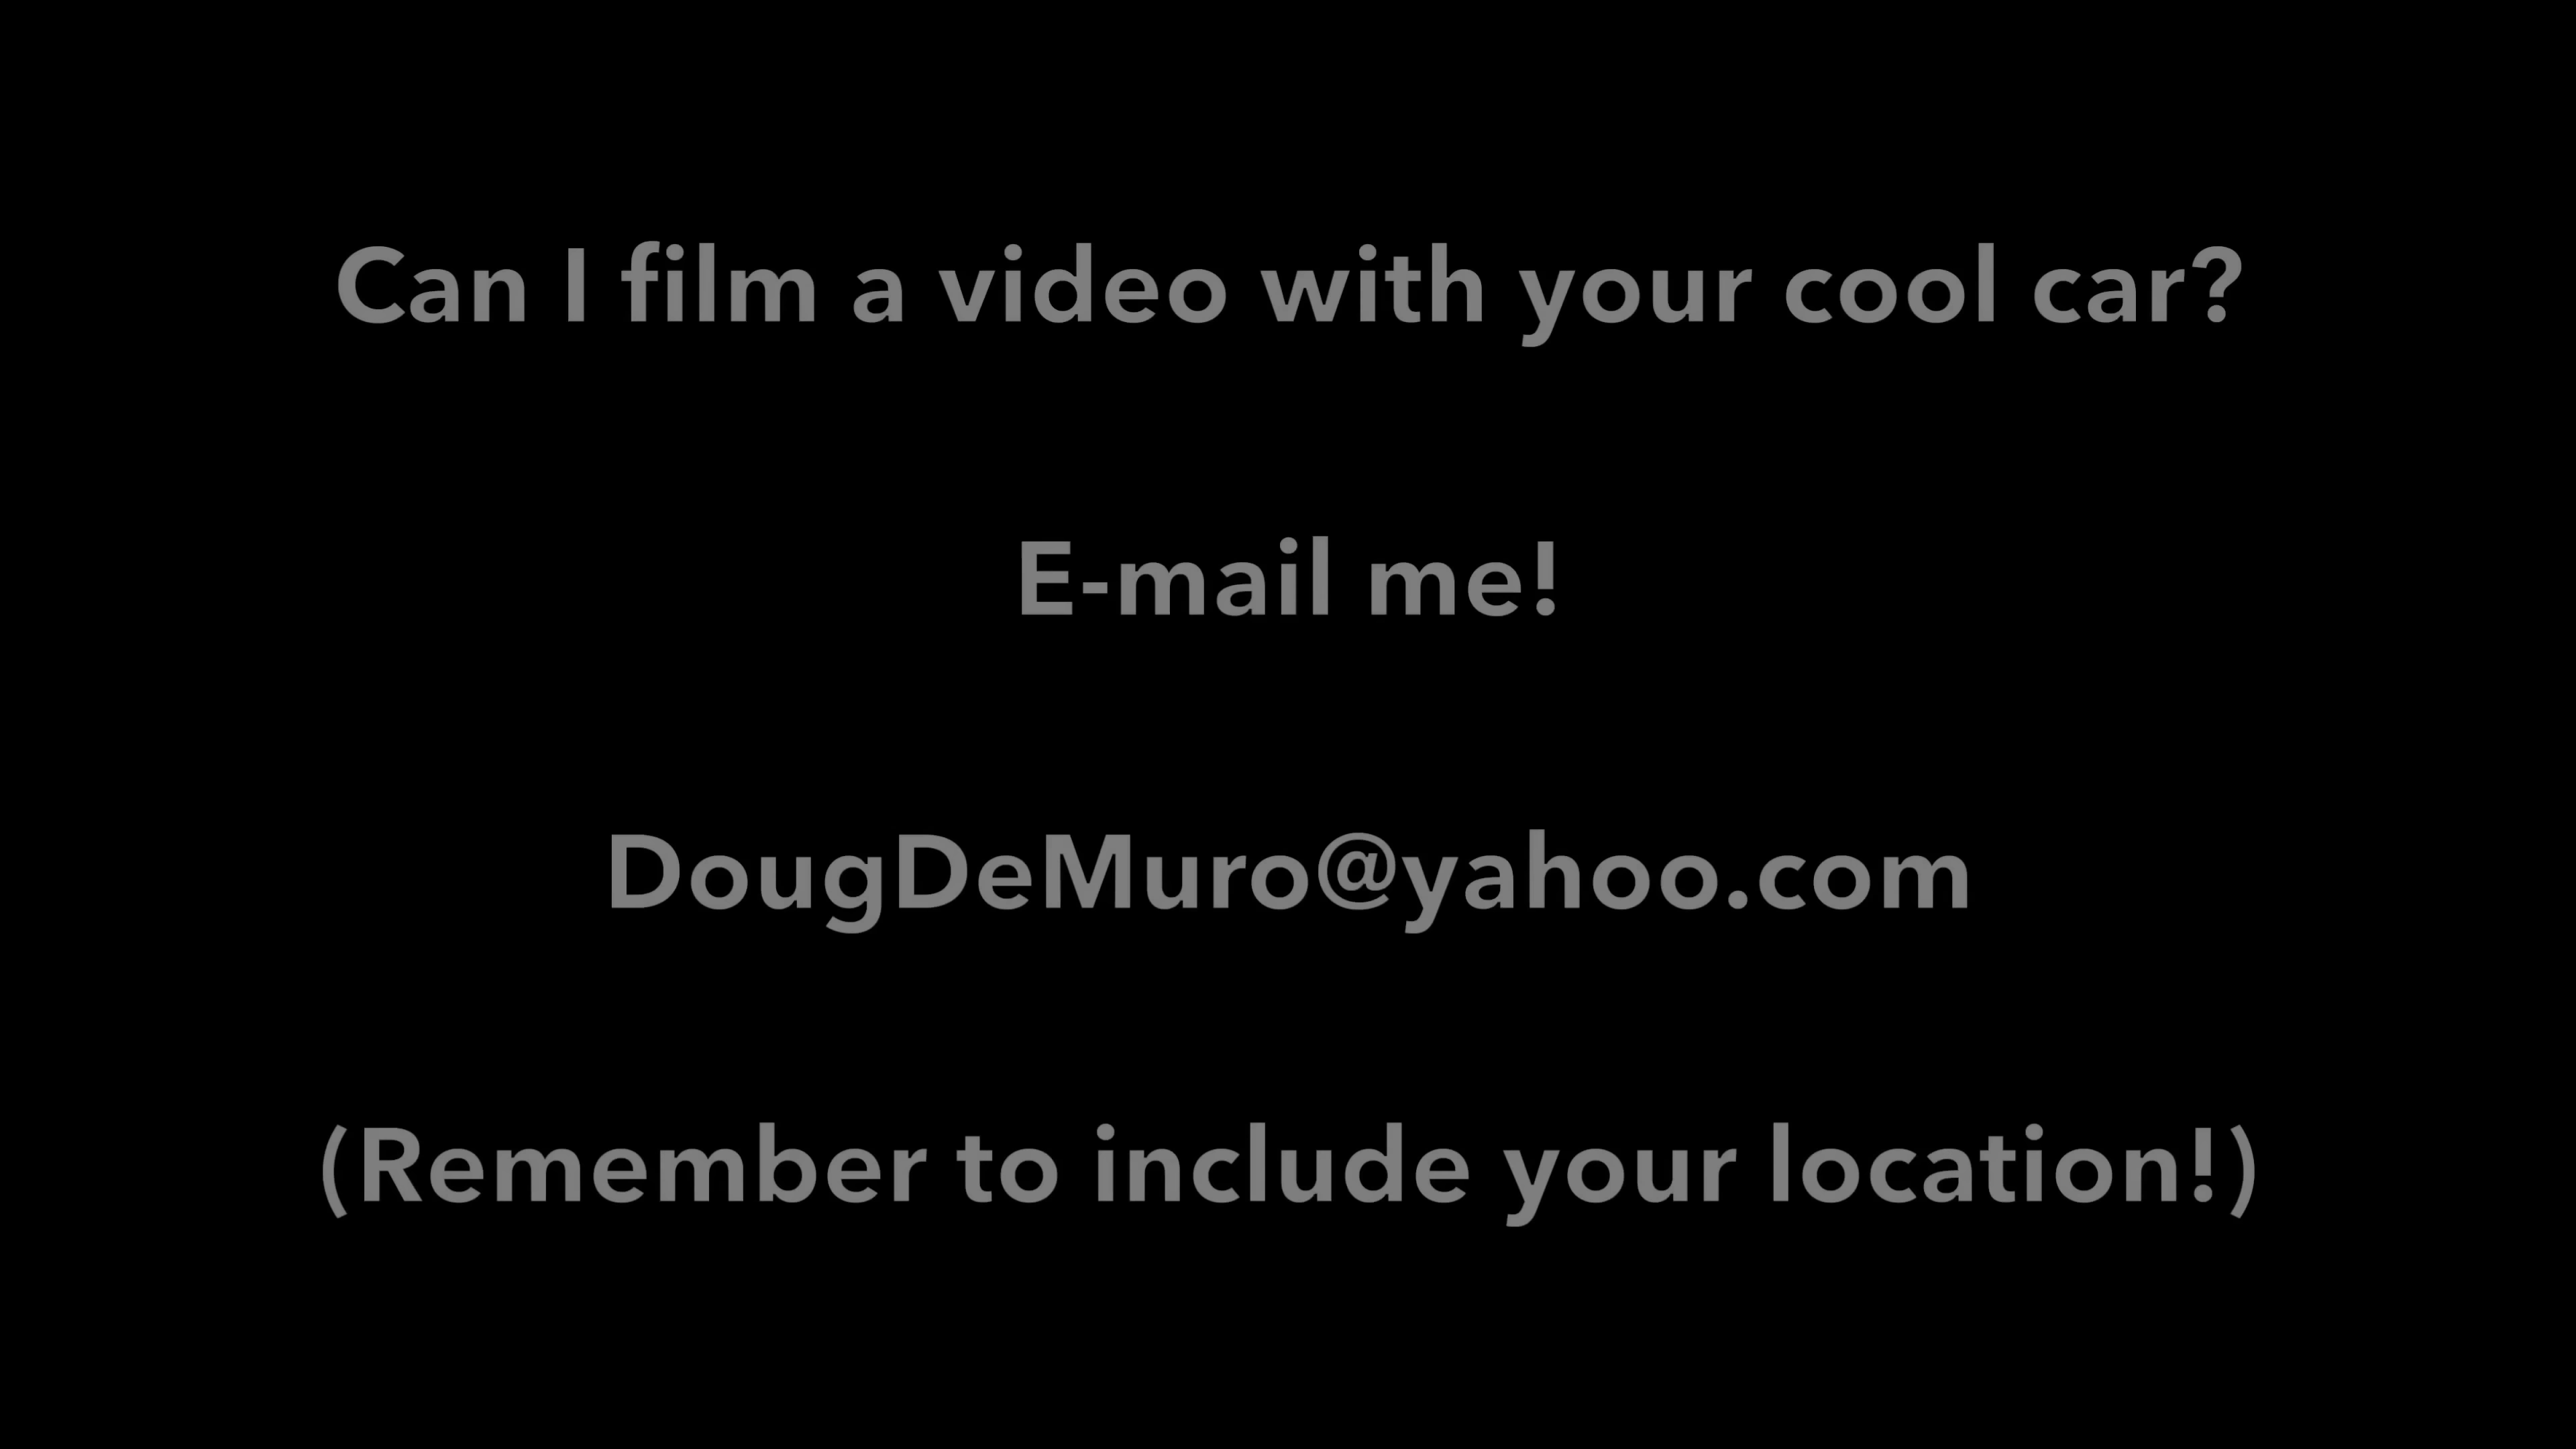 Can I film a video with your cool car?
E-mail me!
DougDeMuro@yahoo.com
(Remember to include your location!)